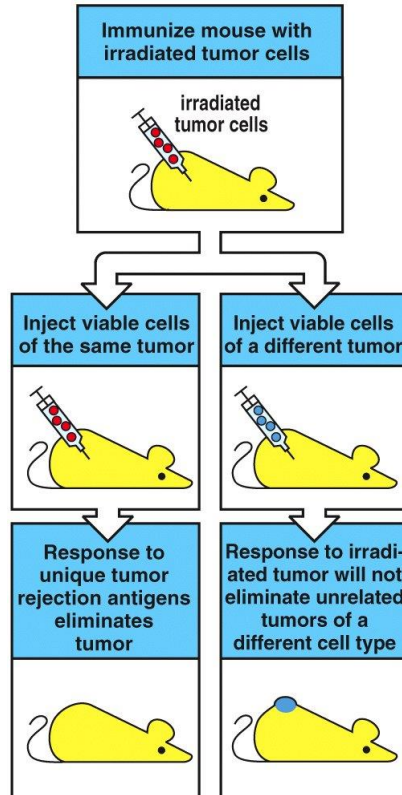 Immunize mouse with
irradiated tumor cells
irradiated
tumor cells
Inject viable cells
of the same tumor
Inject viable cells
of a different tumor
Response to
unique tumor
rejection antigens
eliminates
tumor
Response to irradi-
ated tumor will not
eliminate unrelated
tumors of a
different cell type